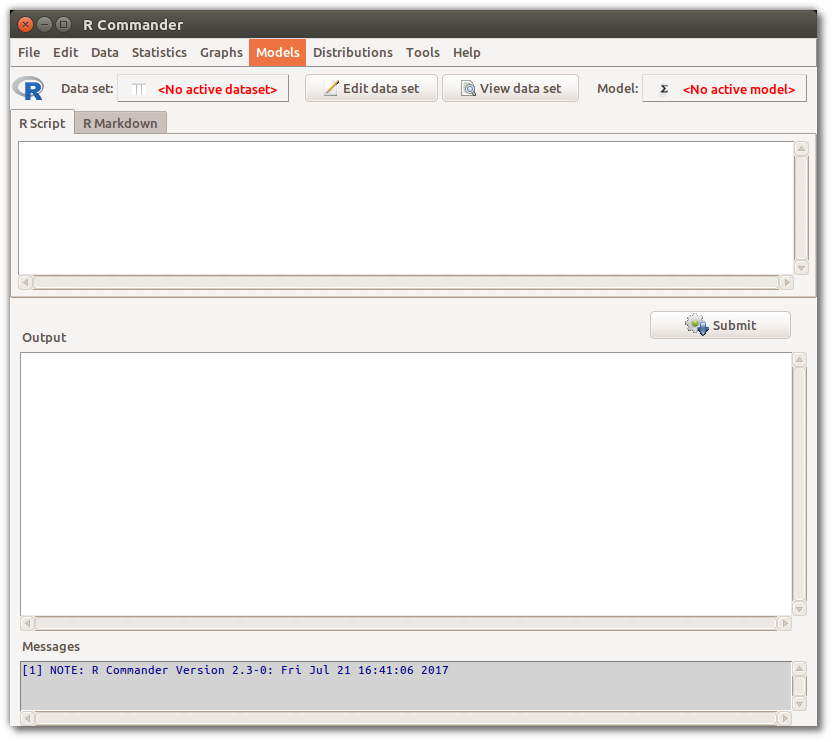 R Commander
File Edit Data Statistics Graphs Models Distributions Tools Help
R Data set: <No active dataset> Edit data set View data set Model: Σ <No active model>
R Script R Markdown
Submit
Output
Messages
[1] NOTE: R Commander Version 2.3-0: Fri Jul 21 16:41:06 2017